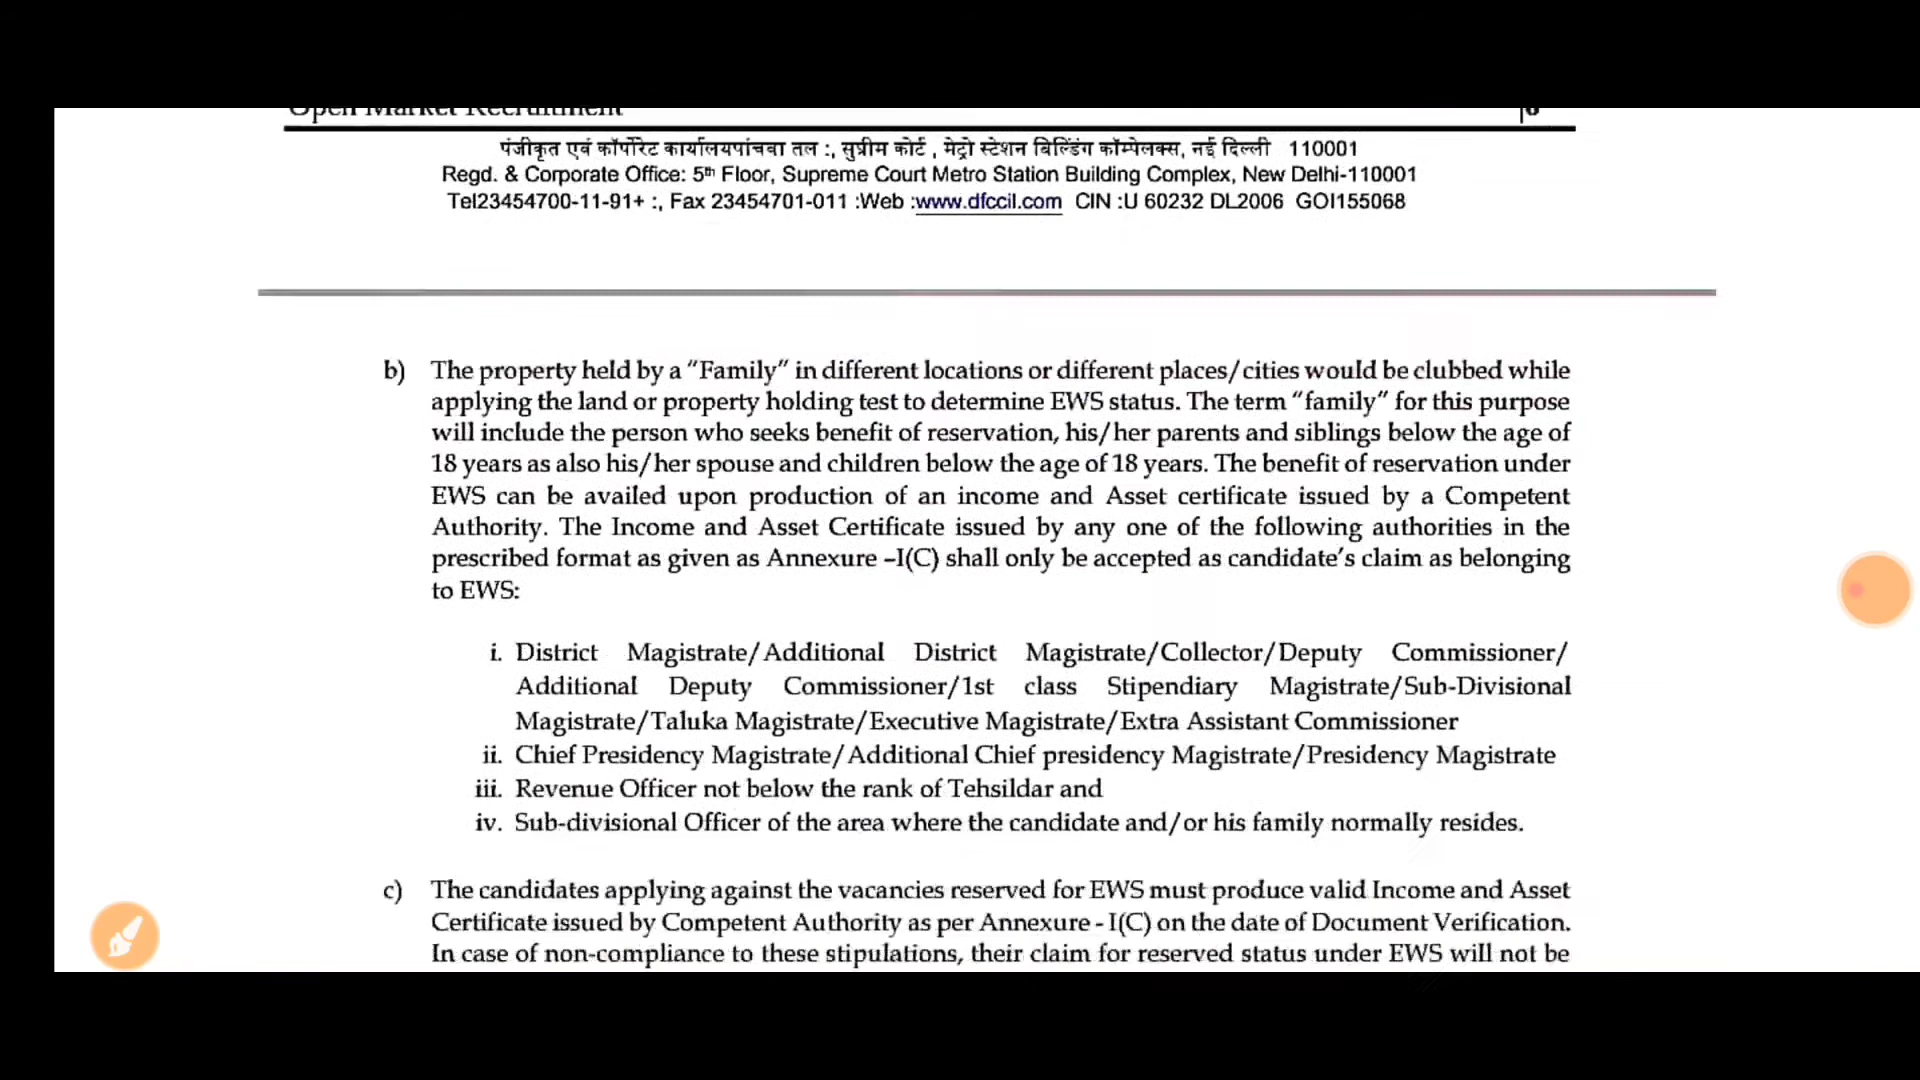 Open Market Recruitment
पंजीकृत एवं कॉर्पोरेट कार्यालयपांचवा तल :, सुप्रीम कोर्ट , मेट्रो स्टेशन बिल्डिंग कॉम्पेलक्स, नई दिल्ली 110001
Regd. & Corporate Office: 5th Floor, Supreme Court Metro Station Building Complex, New Delhi-110001
Tel23454700-11-91+ :, Fax 23454701-011 :Web :www.dfccil.com CIN :U 60232 DL2006 GOI155068
b) The property held by a “Family” in different locations or different places/cities would be clubbed while
applying the land or property holding test to determine EWS status. The term “family” for this purpose
will include the person who seeks benefit of reservation, his/her parents and siblings below the age of
18 years as also his/her spouse and children below the age of 18 years. The benefit of reservation under
EWS can be availed upon production of an income and Asset certificate issued by a Competent
Authority. The Income and Asset Certificate issued by any one of the following authorities in the
prescribed format as given as Annexure –I(C) shall only be accepted as candidate’s claim as belonging
to EWS:
i. District Magistrate/Additional District Magistrate/Collector/Deputy Commissioner/
Additional Deputy Commissioner/1st class Stipendiary Magistrate/Sub-Divisional
Magistrate/Taluka Magistrate/Executive Magistrate/Extra Assistant Commissioner
ii. Chief Presidency Magistrate/Additional Chief presidency Magistrate/Presidency Magistrate
iii. Revenue Officer not below the rank of Tehsildar and
iv. Sub-divisional Officer of the area where the candidate and/or his family normally resides.
c) The candidates applying against the vacancies reserved for EWS must produce valid Income and Asset
Certificate issued by Competent Authority as per Annexure - I(C) on the date of Document Verification.
In case of non-compliance to these stipulations, their claim for reserved status under EWS will not be